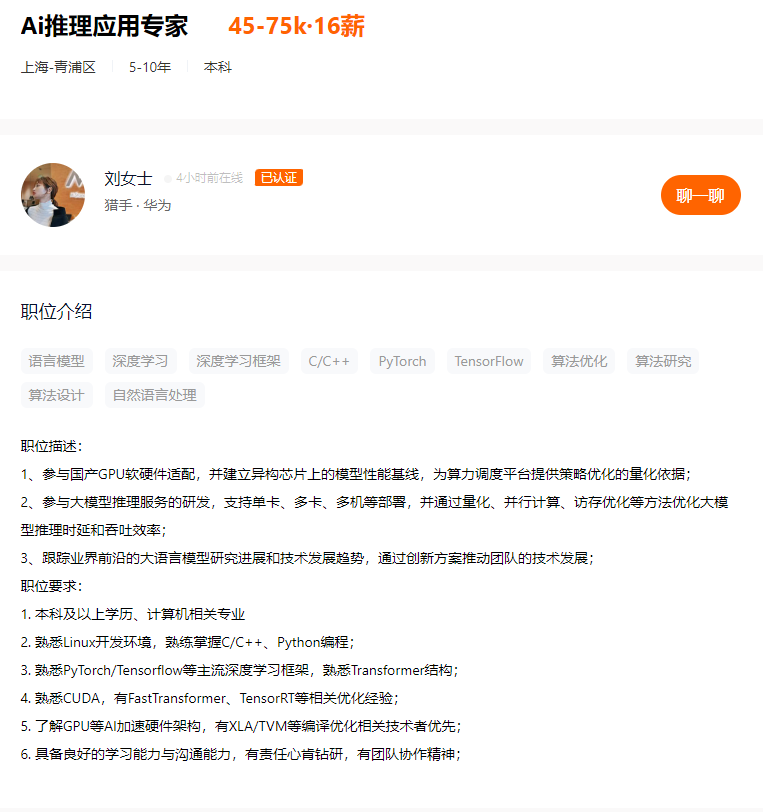 Ai推理应用专家 45-75k·16薪
上海-青浦区 5-10年 本科
刘女士 4小时前在线 已认证
猎手 · 华为
聊一聊
职位介绍
语言模型 深度学习 深度学习框架 C/C++ PyTorch TensorFlow 算法优化 算法研究
算法设计 自然语言处理
职位描述：
1、参与国产GPU软硬件适配，并建立异构芯片上的模型性能基线，为算力调度平台提供策略优化的量化依据；
2、参与大模型推理服务的研发，支持单卡、多卡、多机等部署，并通过量化、并行计算、访存优化等方法优化大模
型推理时延和吞吐效率；
3、跟踪业界前沿的大语言模型研究进展和技术发展趋势，通过创新方案推动团队的技术发展；
职位要求：
1. 本科及以上学历、计算机相关专业
2. 熟悉Linux开发环境，熟练掌握C/C++、Python编程；
3. 熟悉PyTorch/Tensorflow等主流深度学习框架，熟悉Transformer结构；
4. 熟悉CUDA，有FastTransformer、TensorRT等相关优化经验；
5. 了解GPU等AI加速硬件架构，有XLA/TVM等编译优化相关技术者优先；
6. 具备良好的学习能力与沟通能力，有责任心肯钻研，有团队协作精神；